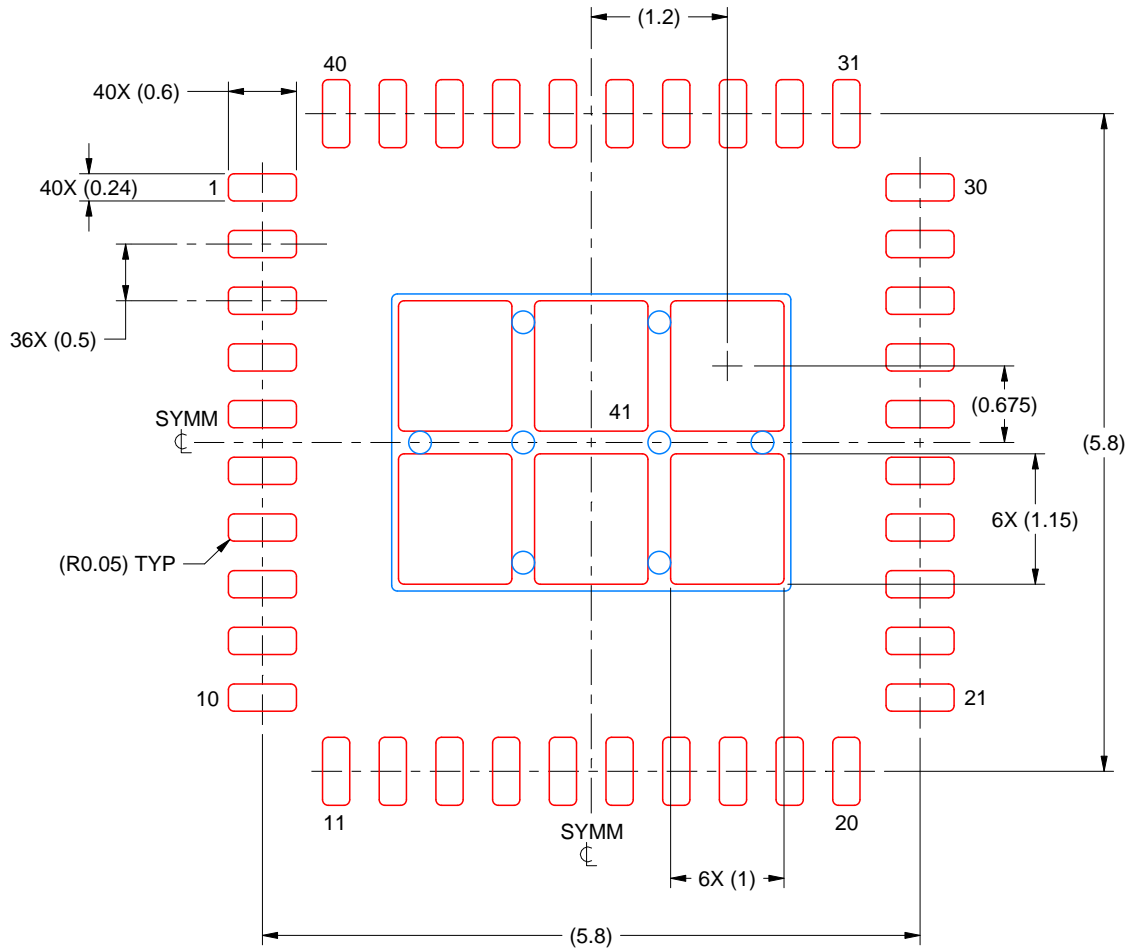 (1.2)
40
31
40X (0.6)
40X (0.24)
1
30
36X (0.5)
41
SYMM
℄
(0.675)
(5.8)
6X (1.15)
(R0.05) TYP
10
21
11
20
SYMM
℄
6X (1)
(5.8)